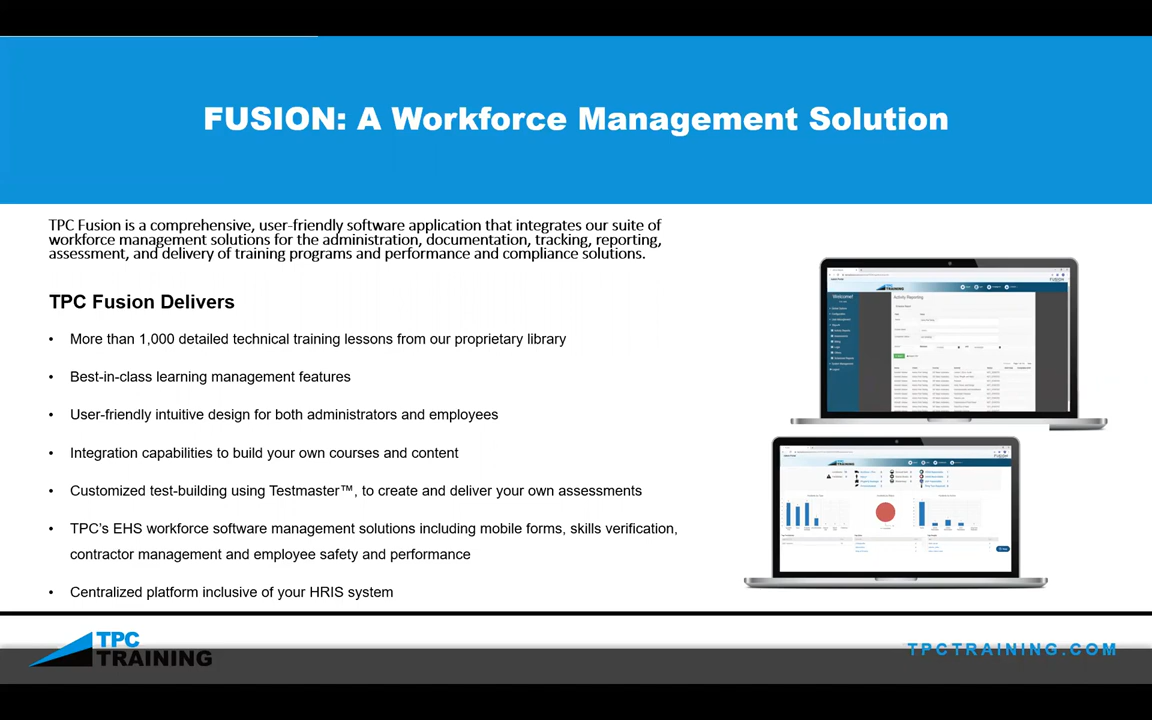 FUSION: A Workforce Management Solution
TPC Fusion is a comprehensive, user-friendly software application that integrates our suite of
workforce management solutions for the administration, documentation, tracking, reporting,
assessment, and delivery of training programs and performance and compliance solutions.
TPC Fusion Delivers
• More than 1,000 detailed technical training lessons from our proprietary library
• Best-in-class learning management features
• User-friendly intuitive design for both administrators and employees
• Integration capabilities to build your own courses and content
• Customized test-building using Testmaster™, to create and deliver your own assessments
• TPC’s EHS workforce software management solutions including mobile forms, skills verification,
contractor management and employee safety and performance
• Centralized platform inclusive of your HRIS system
TRAINING
FUSION
Welcome!
Activity Reporting
TRAINING
TPC
TRAINING
TPCTRAINING.COM